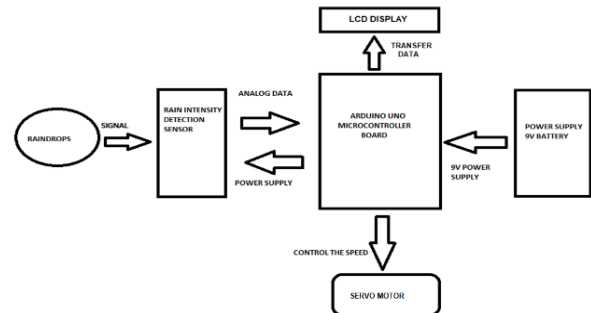 LCD DISPLAY
TRANSFER
DATA
ANALOG DATA
RAIN INTENSITY
DETECTION
SENSOR
SIGNAL
RAINDROPS
ARDUINO UNO
MICROCONTROLLER
BOARD
POWER SUPPLY
9V BATTERY
9V POWER
SUPPLY
POWER SUPPLY
CONTROL THE SPEED
SERVO MOTOR